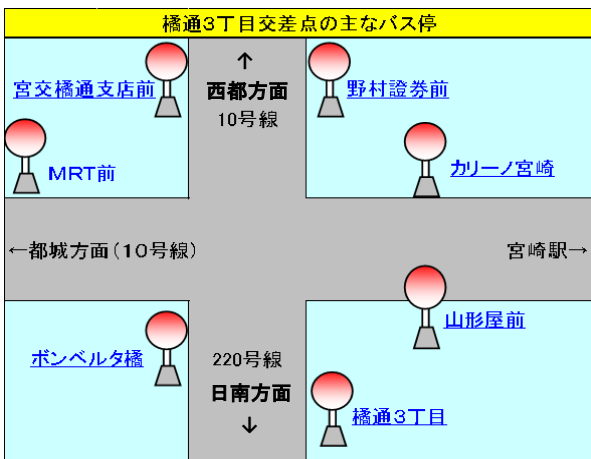 橘通３丁目交差点の主なバス停
↑
宮交橘通支店前
西都方面
野村證券前
10号線
MRT前
カリーノ宮崎
←都城方面（１０号線）
宮崎駅→
山形屋前
ボンベルタ橘
220号線
日南方面
橘通３丁目
↓